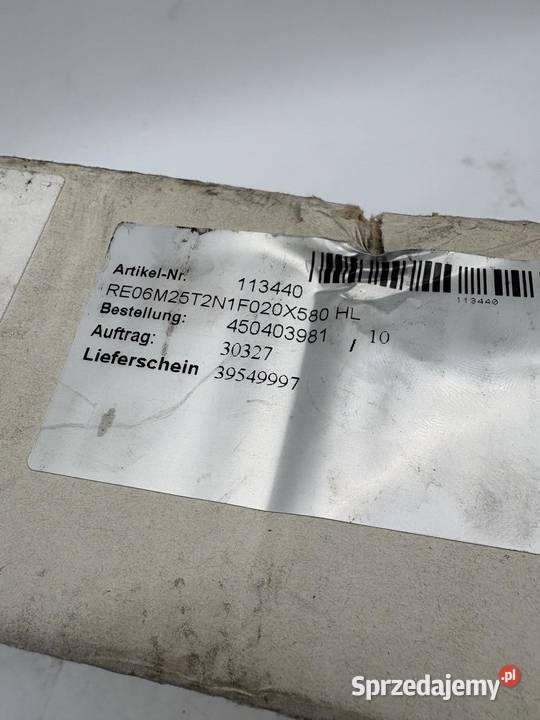 Artikel-Nr. 113440
RE06M25T2N1F020X580 HL
Bestellung: 450403981 / 10
Auftrag: 30327
Lieferschein 39549997
113440
Sprzedajemy.pl